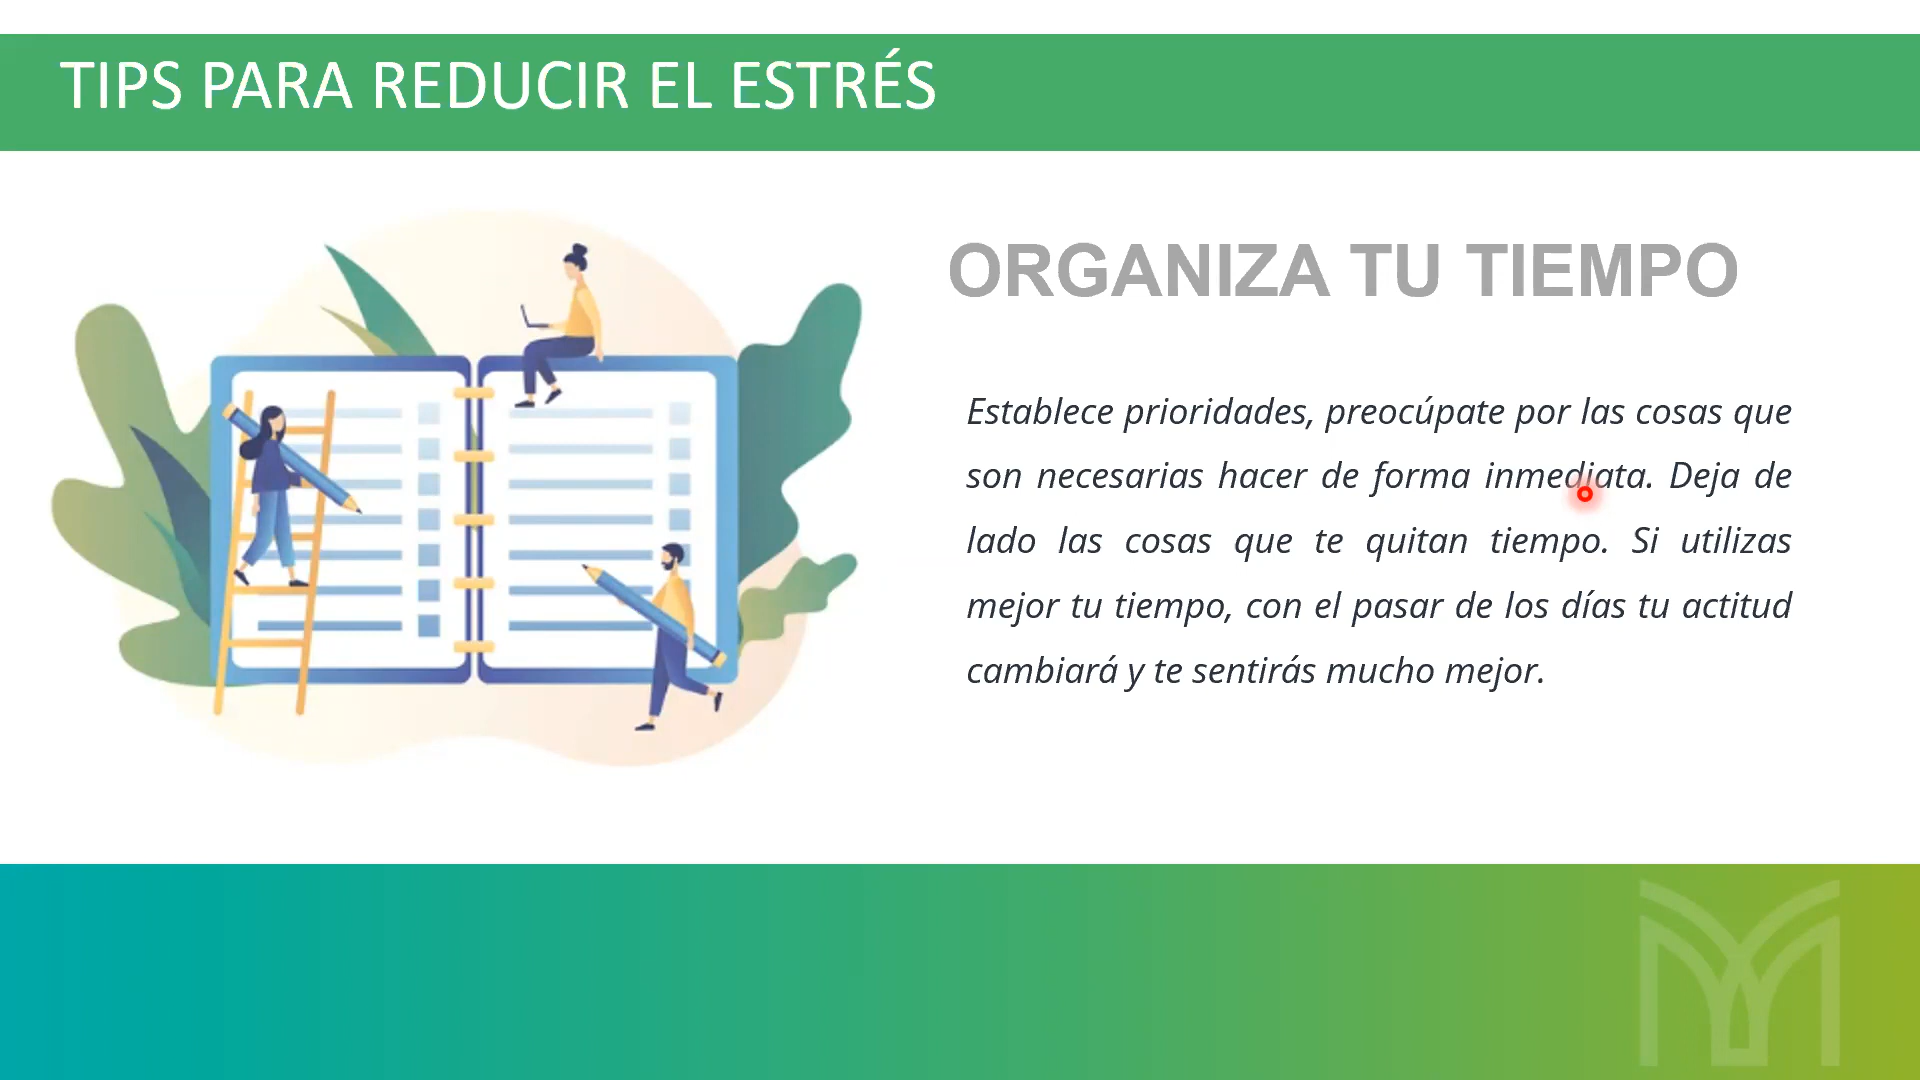 TIPS PARA REDUCIR EL ESTRÉS
ORGANIZA TU TIEMPO
Establece prioridades, preocúpate por las cosas que
son necesarias hacer de forma inmediata. Deja de
lado las cosas que te quitan tiempo. Si utilizas
mejor tu tiempo, con el pasar de los días tu actitud
cambiará y te sentirás mucho mejor.